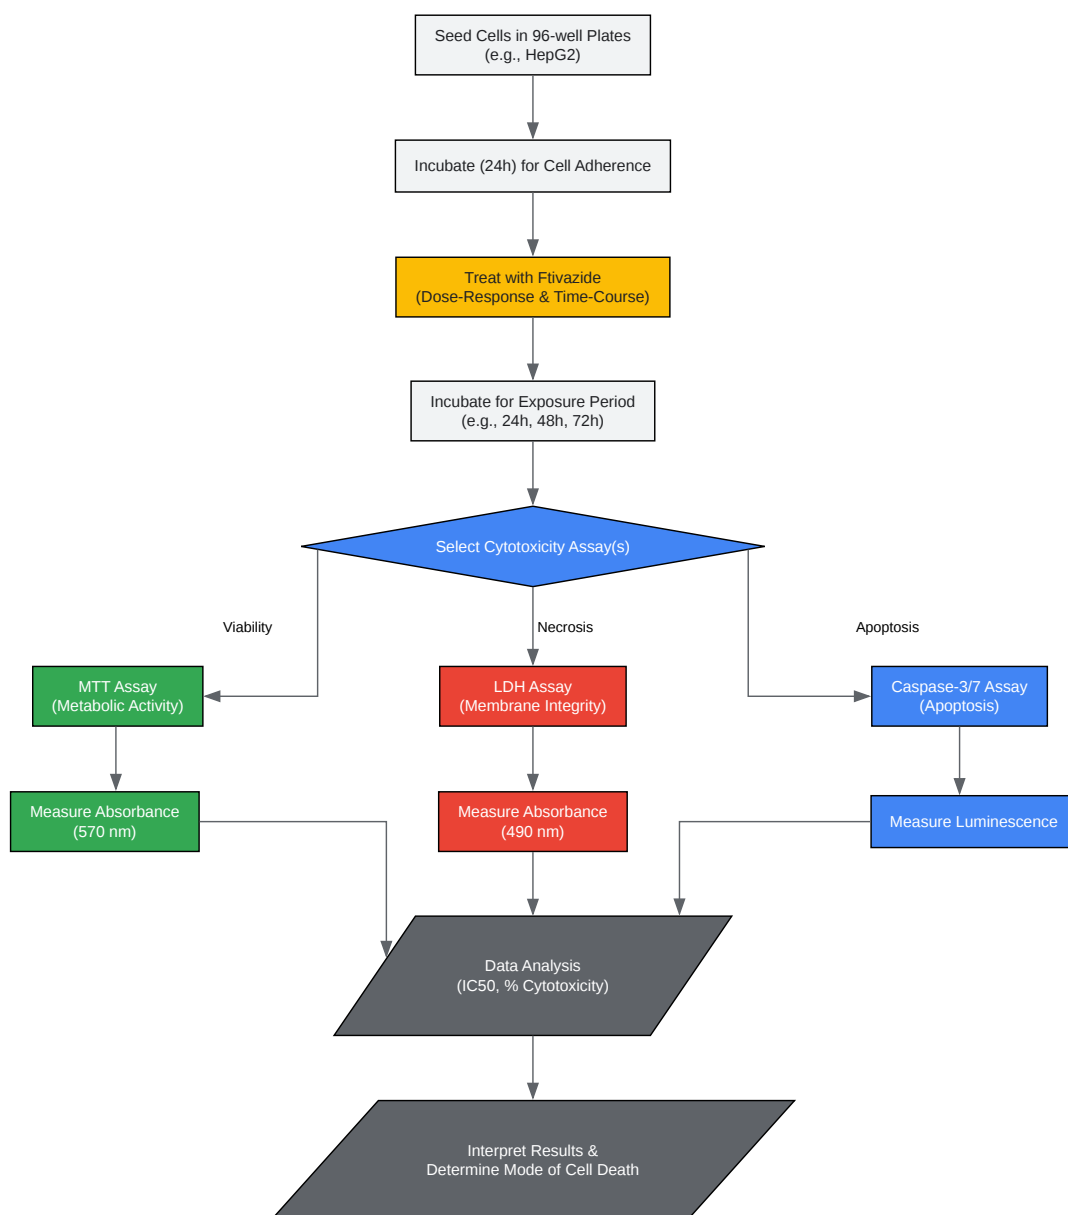 Seed Cells in 96-well Plates
(e.g., HepG2)
Incubate (24h) for Cell Adherence
Treat with Ftivazide
(Dose-Response & Time-Course)
Incubate for Exposure Period
(e.g., 24h, 48h, 72h)
Select Cytotoxicity Assay(s)
Viability
Necrosis
Apoptosis
MTT Assay
(Metabolic Activity)
LDH Assay
(Membrane Integrity)
Caspase-3/7 Assay
(Apoptosis)
Measure Absorbance
(570 nm)
Measure Absorbance
(490 nm)
Measure Luminescence
Data Analysis
(IC50, % Cytotoxicity)
Interpret Results &
Determine Mode of Cell Death